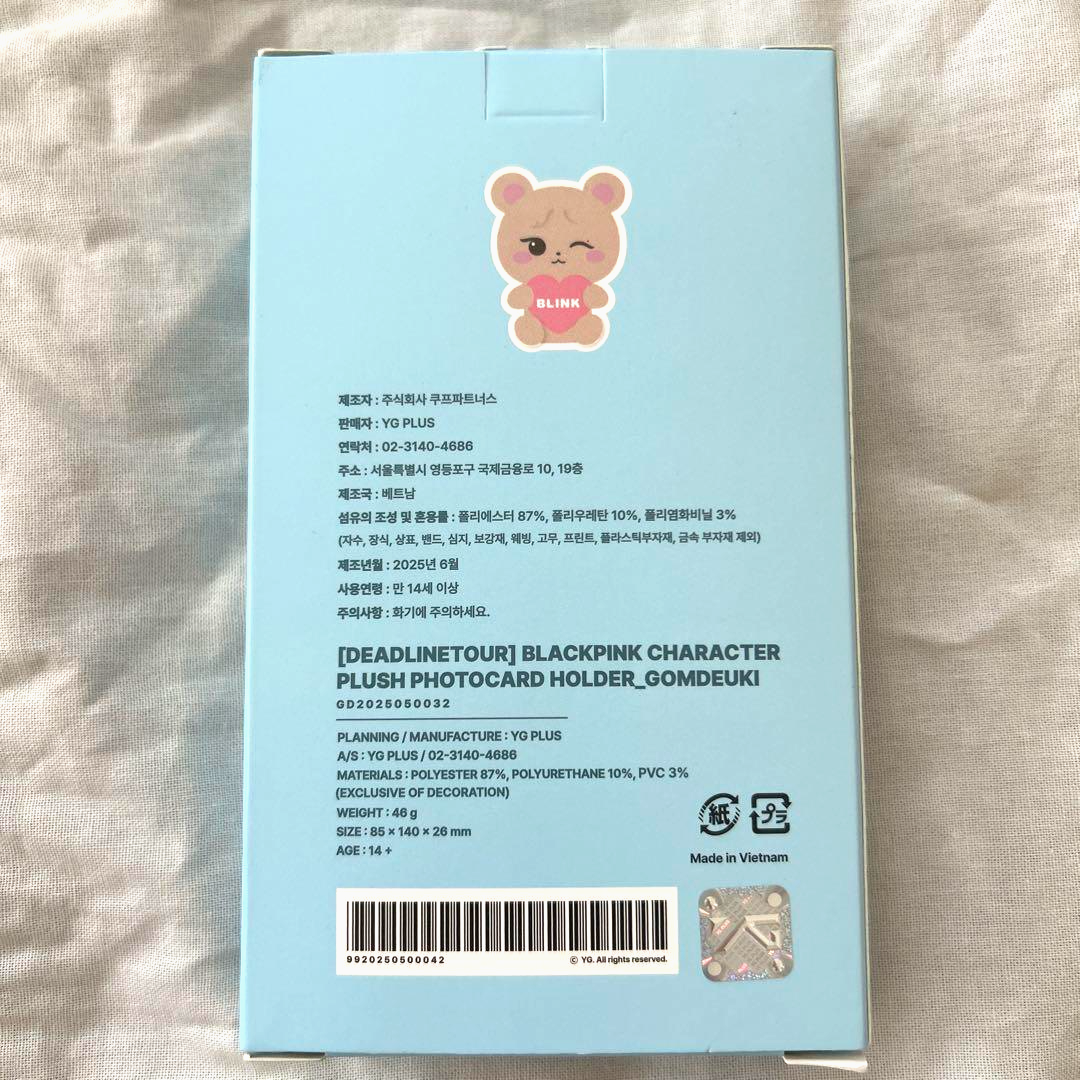 BLINK
제조자 : 주식회사 쿠프파트너스
판매자 : YG PLUS
연락처 : 02-3140-4686
주소 : 서울특별시 영등포구 국제금융로 10, 19층
제조국 : 베트남
섬유의 조성 및 혼용률 : 폴리에스터 87%, 폴리우레탄 10%, 폴리염화비닐 3%
(자수, 장식, 상표, 밴드, 심지, 보강재, 웨빙, 고무, 프린트, 플라스틱부자재, 금속 부자재 제외)
제조년월 : 2025년 6월
사용연령 : 만 14세 이상
주의사항 : 화기에 주의하세요.
[DEADLINETOUR] BLACKPINK CHARACTER
PLUSH PHOTOCARD HOLDER_GOMDEUKI
GD2025050032
PLANNING / MANUFACTURE : YG PLUS
A/S : YG PLUS / 02-3140-4686
MATERIALS : POLYESTER 87%, POLYURETHANE 10%, PVC 3%
(EXCLUSIVE OF DECORATION)
WEIGHT : 46 g
SIZE : 85 × 140 × 26 mm
AGE : 14 +
紙 プラ
Made in Vietnam
9920250500042
© YG. All rights reserved.